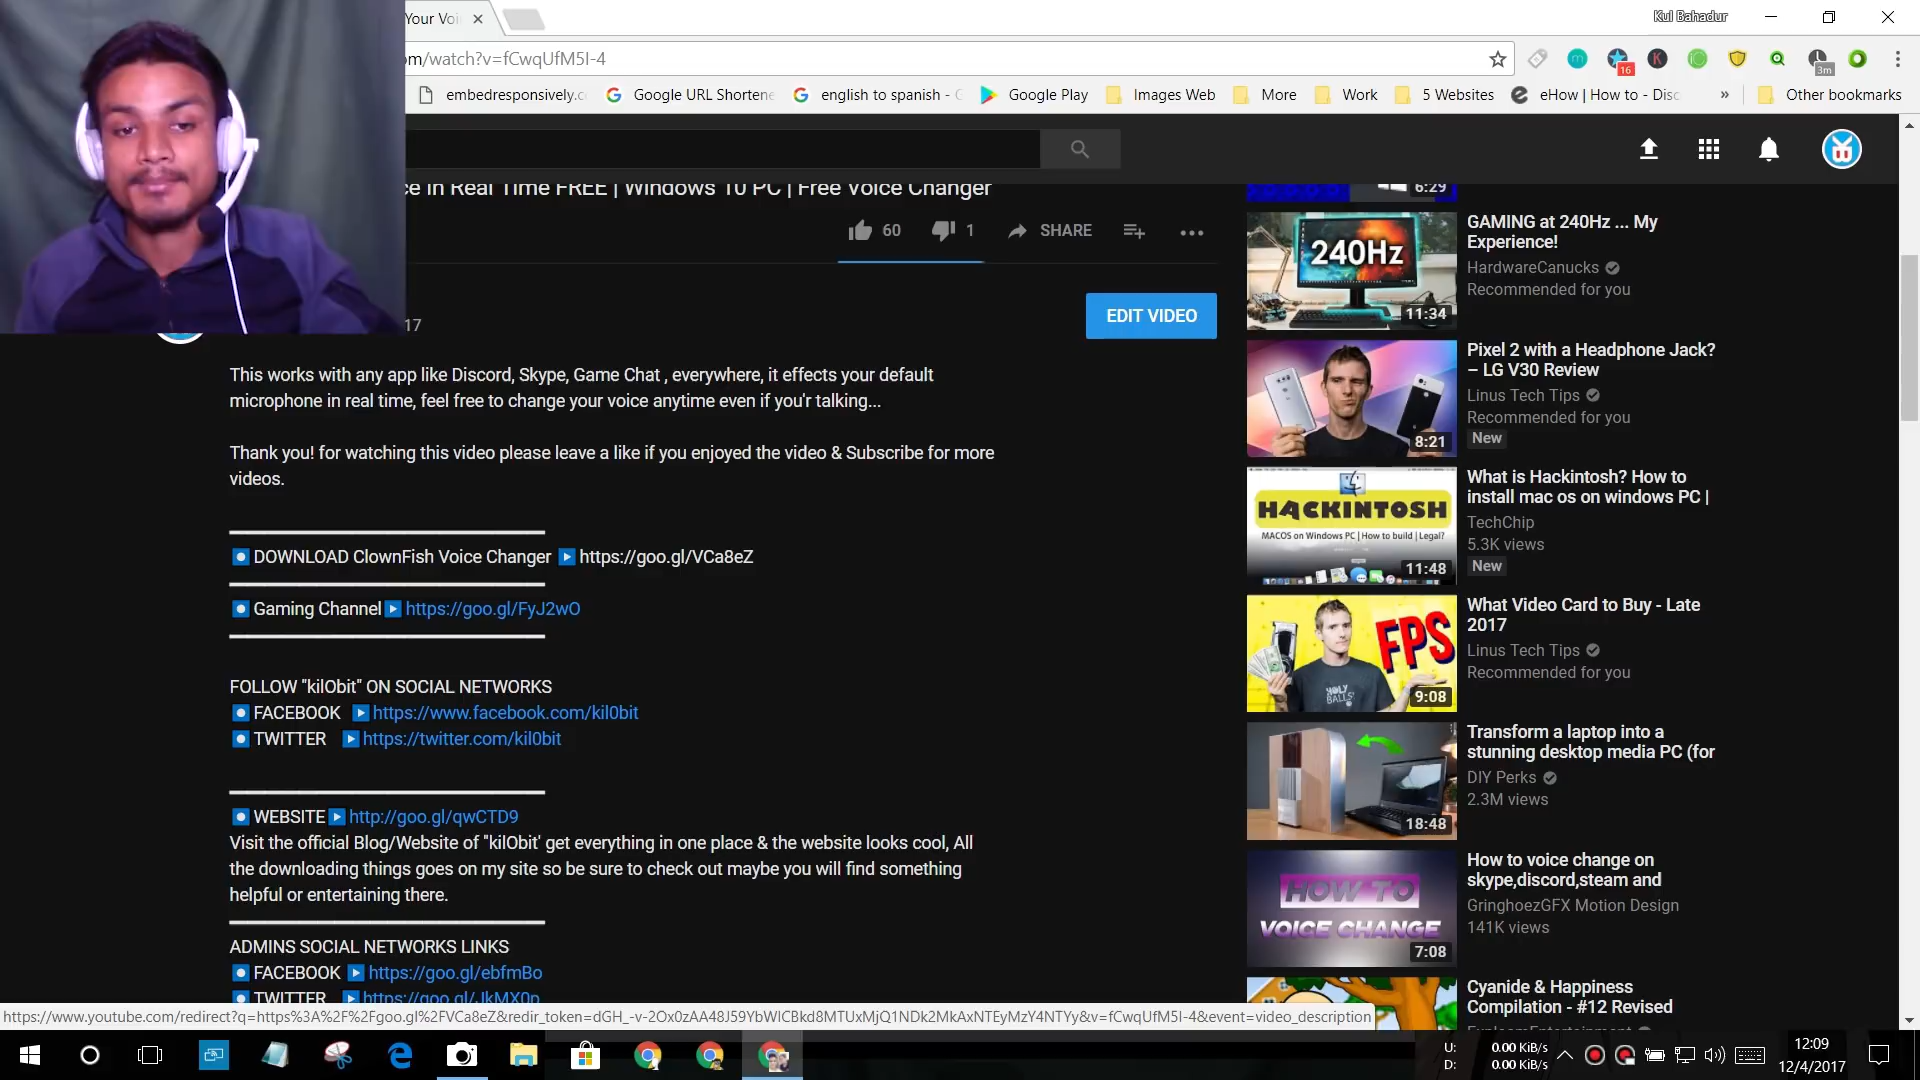 Your Voi
Kul Bahadur
om/watch?v=fCwqUfM5I-4
16
3m
embedresponsively.c
Google URL Shortene
english to spanish - G
Google Play
Images Web
More
Work
5 Websites
eHow | How to - Disc
»
Other bookmarks
ce In Real Time FREE | Windows 10 PC | Free Voice Changer
60
1
SHARE
17
EDIT VIDEO
This works with any app like Discord, Skype, Game Chat , everywhere, it effects your default
microphone in real time, feel free to change your voice anytime even if you'r talking...
Thank you! for watching this video please leave a like if you enjoyed the video & Subscribe for more
videos.
DOWNLOAD ClownFish Voice Changer https://goo.gl/VCa8eZ
Gaming Channel https://goo.gl/FyJ2wO
FOLLOW "kilObit" ON SOCIAL NETWORKS
FACEBOOK https://www.facebook.com/kil0bit
TWITTER https://twitter.com/kil0bit
WEBSITE http://goo.gl/qwCTD9
Visit the official Blog/Website of "kilObit' get everything in one place & the website looks cool, All
the downloading things goes on my site so be sure to check out maybe you will find something
helpful or entertaining there.
ADMINS SOCIAL NETWORKS LINKS
FACEBOOK https://goo.gl/ebfmBo
TWITTER https://goo.gl/JkMX0p
6:29
240Hz
11:34
GAMING at 240Hz ... My
Experience!
HardwareCanucks
Recommended for you
8:21
Pixel 2 with a Headphone Jack?
– LG V30 Review
Linus Tech Tips
Recommended for you
New
HACKINTOSH
MACOS on Windows PC | How to build | Legal?
11:48
What is Hackintosh? How to
install mac os on windows PC |
TechChip
5.3K views
New
FPS
HOLY
BALLS
9:08
What Video Card to Buy - Late
2017
Linus Tech Tips
Recommended for you
18:48
Transform a laptop into a
stunning desktop media PC (for
DIY Perks
2.3M views
HOW TO
VOICE CHANGE
7:08
How to voice change on
skype,discord,steam and
GringhoezGFX Motion Design
141K views
Cyanide & Happiness
Compilation - #12 Revised
ExplosmEntertainment
https://www.youtube.com/redirect?q=https%3A%2F%2Fgoo.gl%2FVCa8eZ&redir_token=dGH_-v-2Ox0zAA48J59YbWICBkd8MTUxMjQ1NDk2MkAxNTEyMzY4NTYy&v=fCwqUfM5I-4&event=video_description
U: 0.00 KiB/s
D: 0.00 KiB/s
12:09
12/4/2017